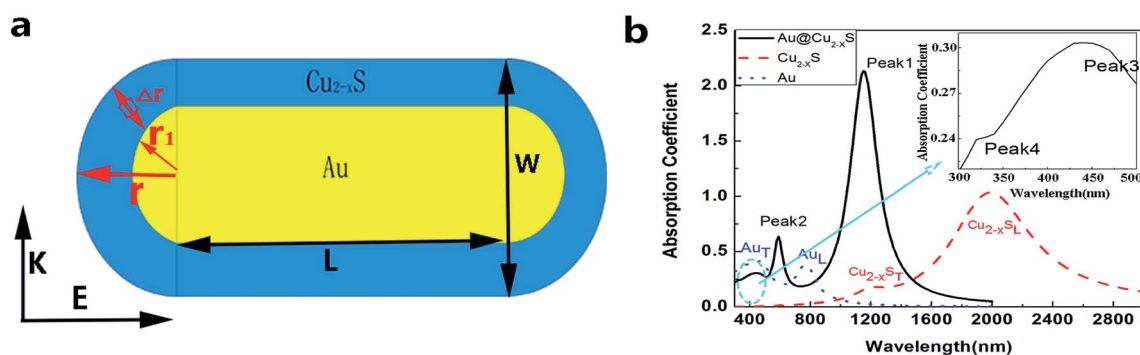 a
Cu2-xS
Δr
r1
r
Au
W
L
K
E
b
Absorption Coefficient
2.5
2.0
1.5
1.0
0.5
0.0
Au@Cu2-xS
Cu2-xS
Au
Peak1
Peak2
AuT
AuL
Cu2-xST
Cu2-xSL
300 800 1200 1600 2000 2400 2800
Wavelength(nm)
Absorption Coefficient
0.30
0.27
0.24
Peak3
Peak4
300 350 400 450 500
Wavelength(nm)